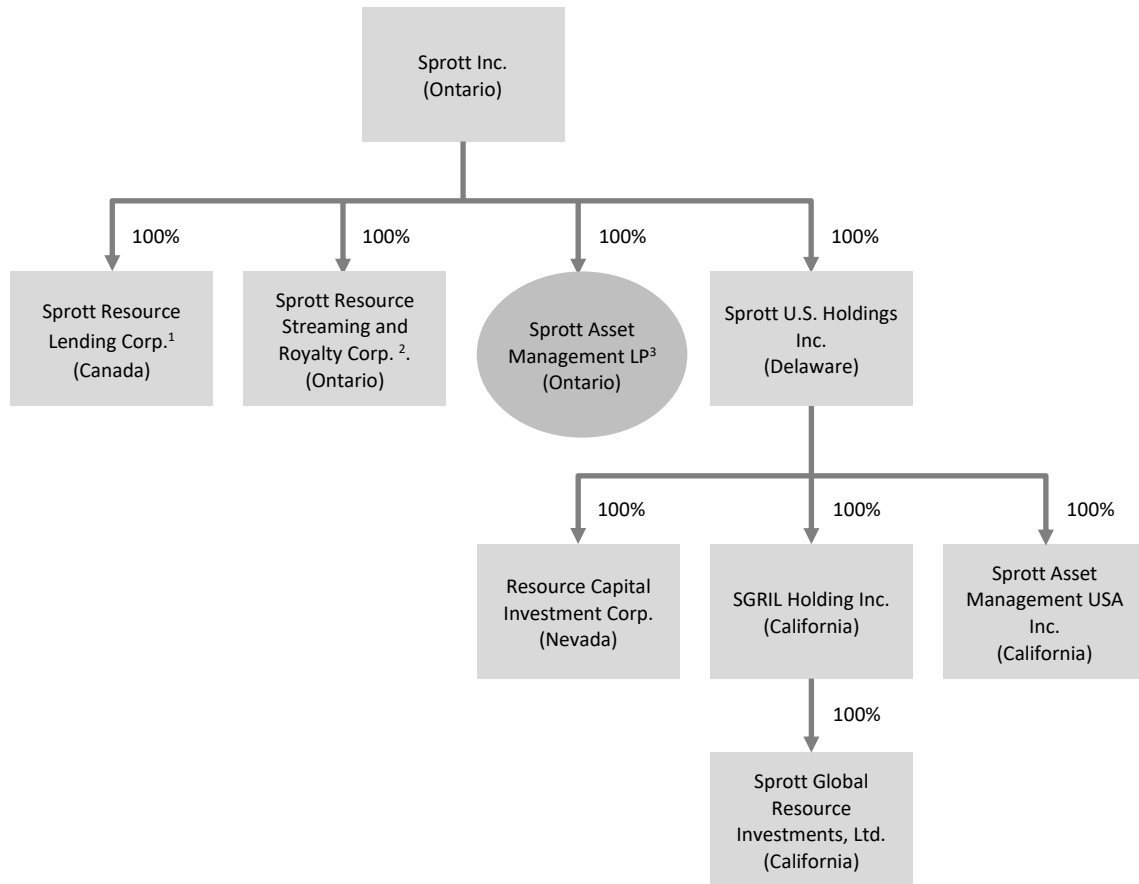 Sprott Inc.
(Ontario)
100%
100%
100%
100%
Sprott Resource
Lending Corp.1
(Canada)
Sprott Resource
Streaming and
Royalty Corp. 2.
(Ontario)
Sprott Asset
Management LP3
(Ontario)
Sprott U.S. Holdings
Inc.
(Delaware)
100%
100%
100%
Resource Capital
Investment Corp.
(Nevada)
SGRIL Holding Inc.
(California)
Sprott Asset
Management USA
Inc.
(California)
100%
Sprott Global
Resource
Investments, Ltd.
(California)